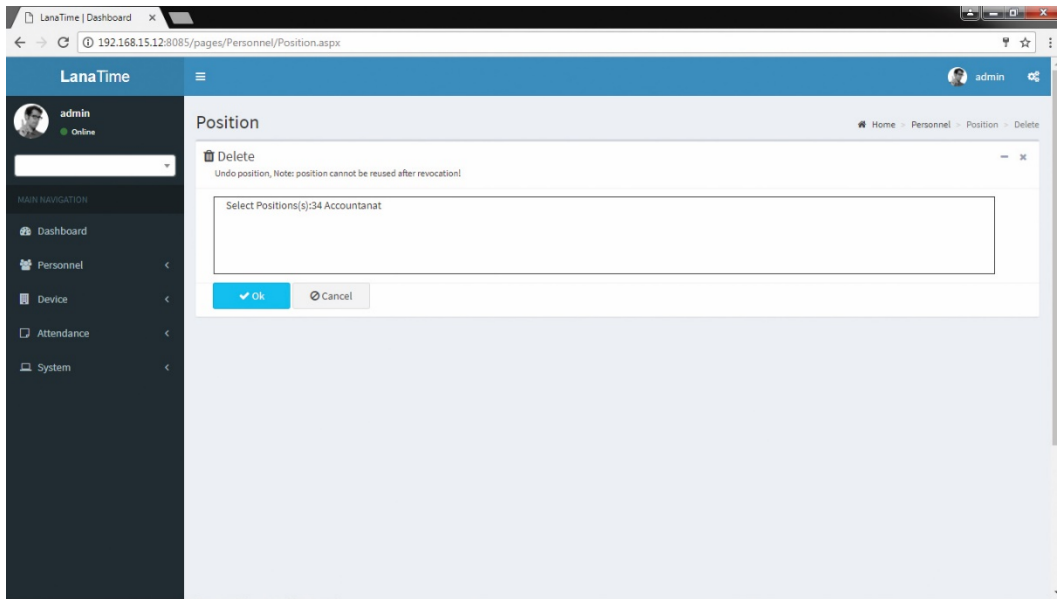 LanaTime | Dashboard
192.168.15.12:8085/pages/Personnel/Position.aspx
LanaTime
admin
admin
Online
Position
Home > Personnel > Position > Delete
Delete
Undo position, Note: position cannot be reused after revocation!
MAIN NAVIGATION
Select Positions(s):34 Accountanat
Dashboard
Personnel
Device
Ok
Cancel
Attendance
System